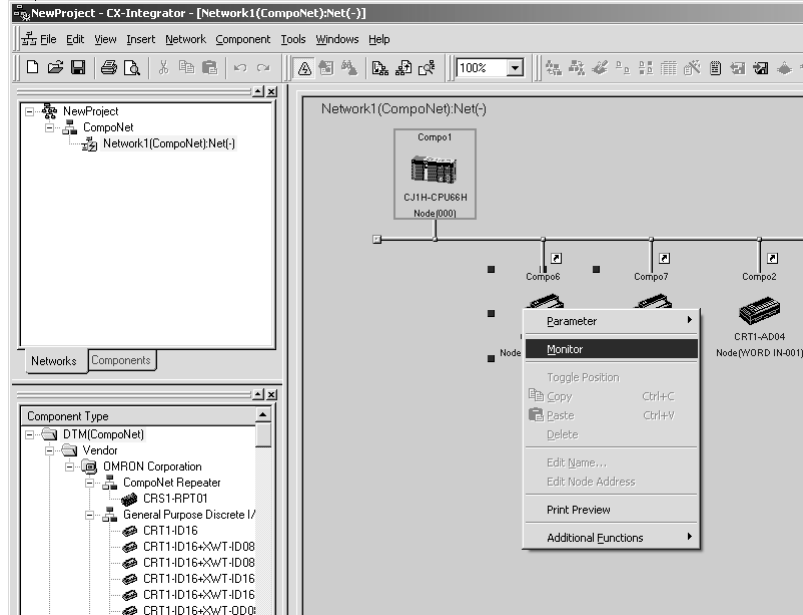 NewProject - CX-Integrator - [Network1(CompoNet):Net(-)]
File Edit View Insert Network Component Tools Windows Help
100%
NewProject
CompoNet
Network1(CompoNet):Net(-)
Networks Components
Component Type
DTM(CompoNet)
Vendor
OMRON Corporation
CompoNet Repeater
CRS1-RPT01
General Purpose Discrete I/
CRT1-ID16
CRT1-ID16+XWT-ID08
CRT1-ID16+XWT-ID08
CRT1-ID16+XWT-ID16
CRT1-ID16+XWT-ID16
CRT1-ID16+XWT-OD0
Network1(CompoNet):Net(-)
Compo1
CJ1H-CPU66H
Node(000)
Compo6
Compo7
Compo2
Node
CRT1-AD04
Node(WORD IN-001)
Parameter
Monitor
Toggle Position
Copy Ctrl+C
Paste Ctrl+V
Delete
Edit Name...
Edit Node Address
Print Preview
Additional Functions